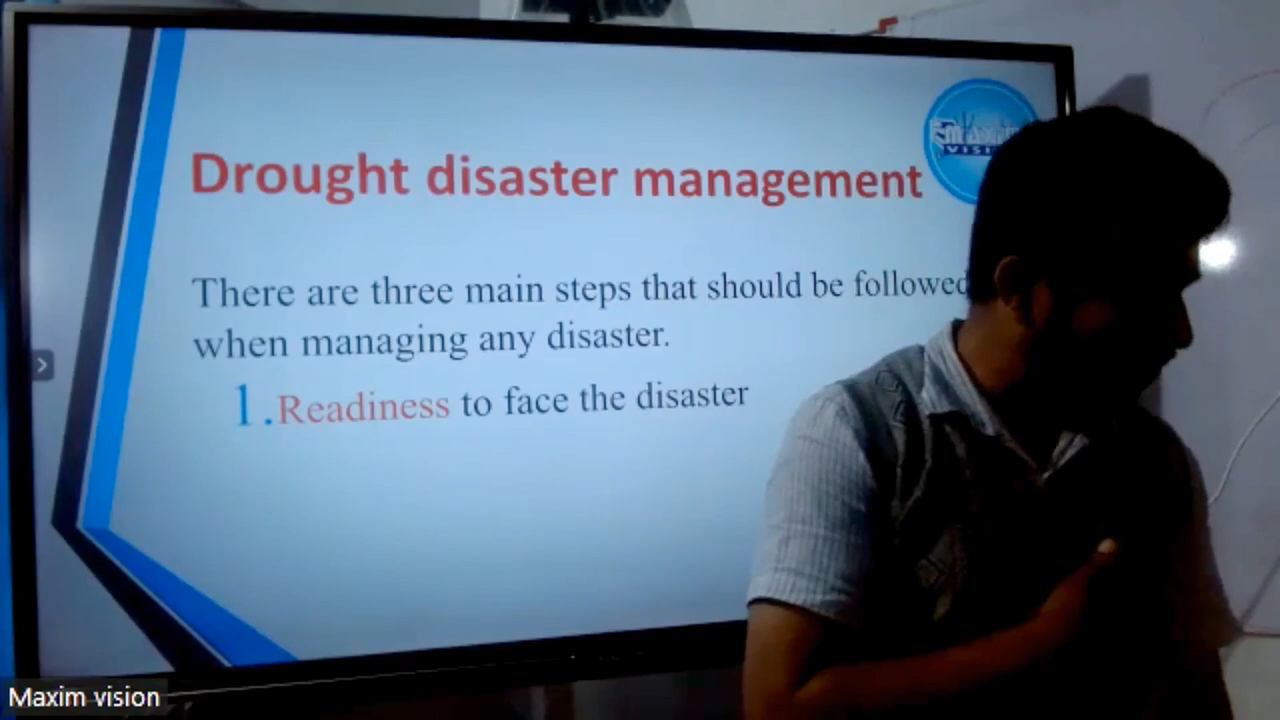 Drought disaster management
There are three main steps that should be followed
when managing any disaster.
1.Readiness to face the disaster
Maxim vision